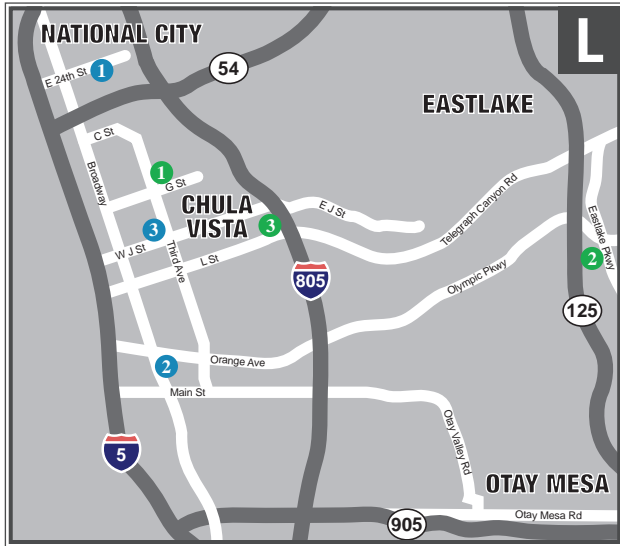 NATIONAL CITY
L
54
E 24th St
1
EASTLAKE
C St
Broadway
1
G St
CHULA
VISTA
E J St
Telegraph Canyon Rd
Eastlake Pkwy
3
3
W J St
Third Ave
L St
2
805
Olympic Pkwy
125
Orange Ave
2
Main St
Otay Valley Rd
5
OTAY MESA
Otay Mesa Rd
905